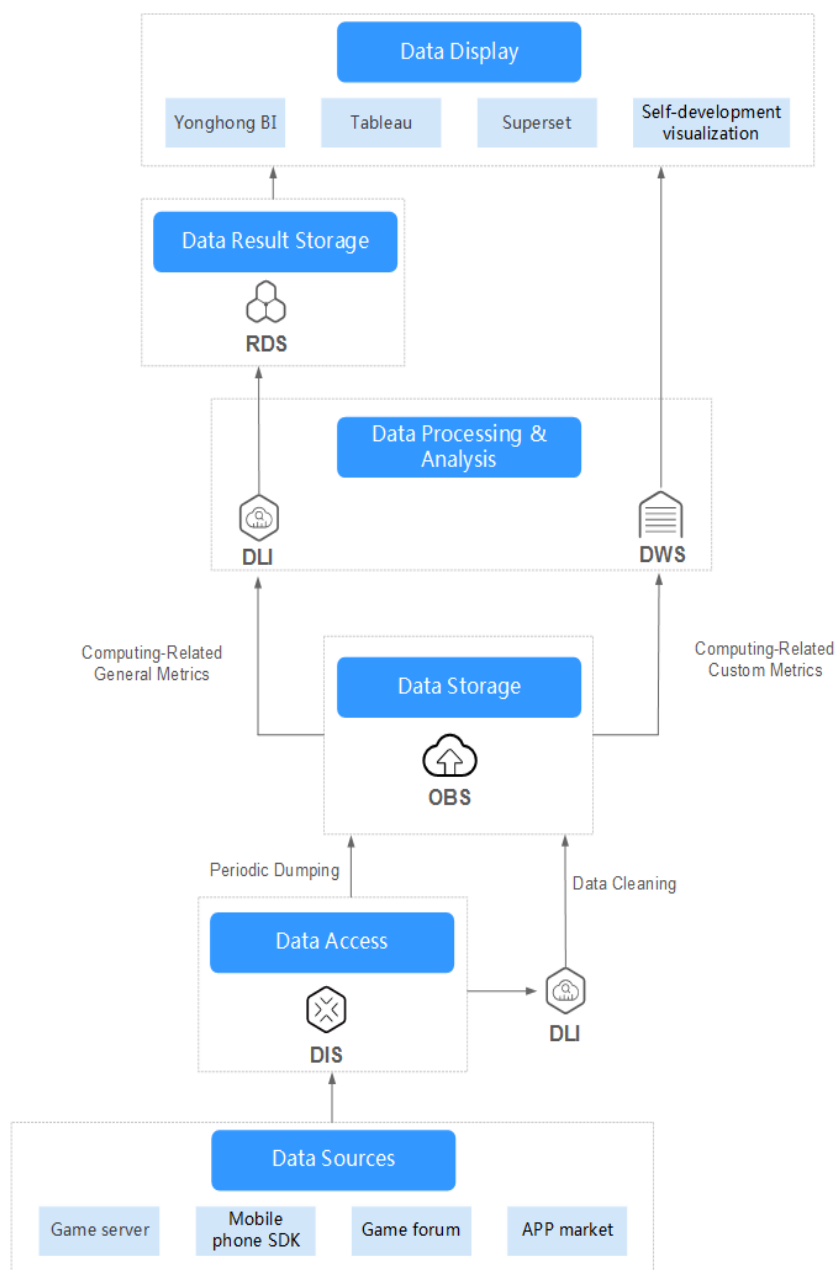 Data Display
Yonghong BI
Tableau
Superset
Self-development
visualization
Data Result Storage
RDS
Data Processing &
Analysis
DLI
DWS
Computing-Related
General Metrics
Computing-Related
Custom Metrics
Data Storage
OBS
Periodic Dumping
Data Cleaning
Data Access
DIS
DLI
Data Sources
Game server
Mobile
phone SDK
Game forum
APP market